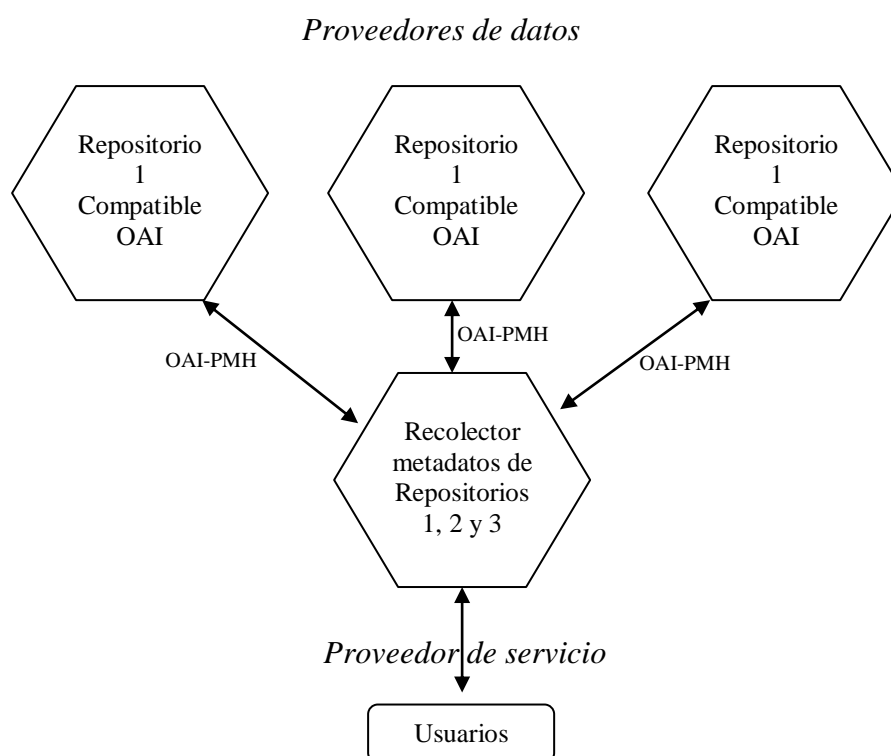 Proveedores de datos
Repositorio
1
Compatible
OAI
Repositorio
1
Compatible
OAI
Repositorio
1
Compatible
OAI
OAI-PMH
OAI-PMH
OAI-PMH
Recolector
metadatos de
Repositorios
1, 2 y 3
Proveedor de servicio
Usuarios